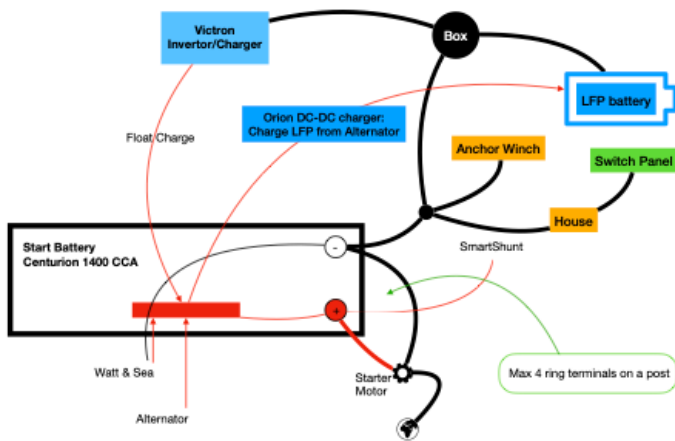 Victron
Invertor/Charger
Box
LFP battery
Orion DC-DC charger:
Charge LFP from Alternator
Float Charge
Anchor Winch
Switch Panel
House
Start Battery
Centurion 1400 CCA
-
SmartShunt
+
Watt & Sea
Starter
Motor
Max 4 ring terminals on a post
Alternator